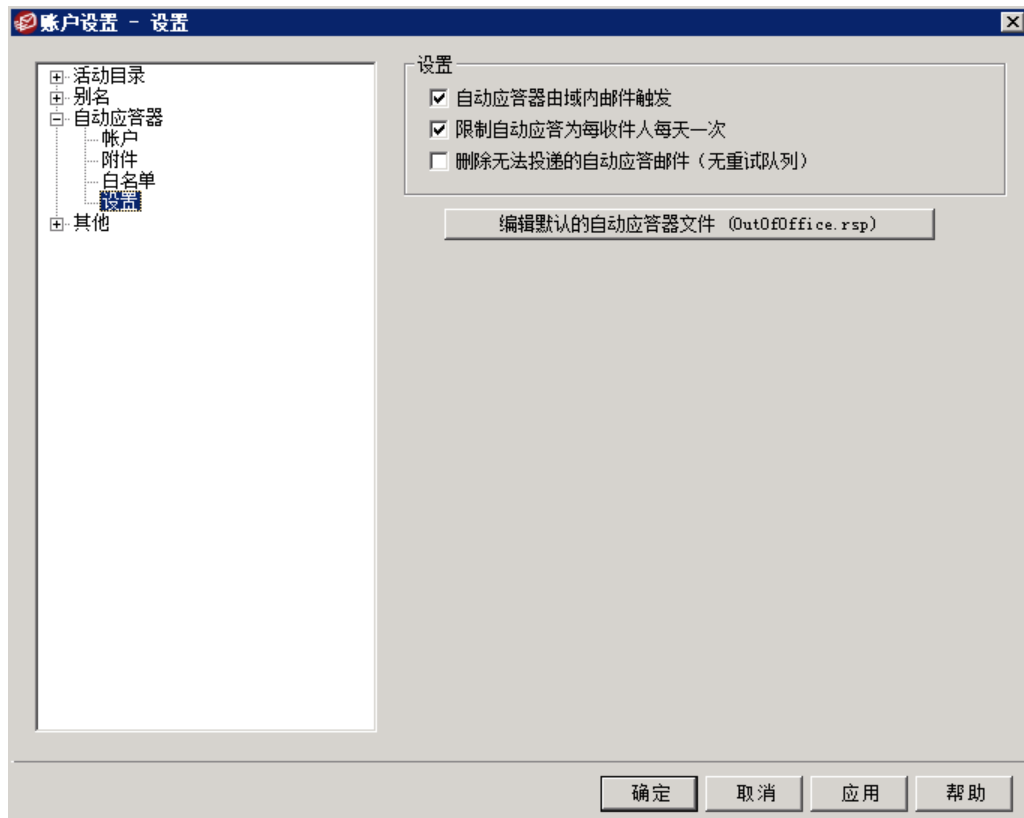 账户设置 - 设置
活动目录
别名
自动应答器
帐户
附件
白名单
设置
其他
设置
自动应答器由域内邮件触发
限制自动应答为每收件人每天一次
删除无法投递的自动应答邮件（无重试队列）
编辑默认的自动应答器文件 (OutOfOffice.rsp)
确定
取消
应用
帮助